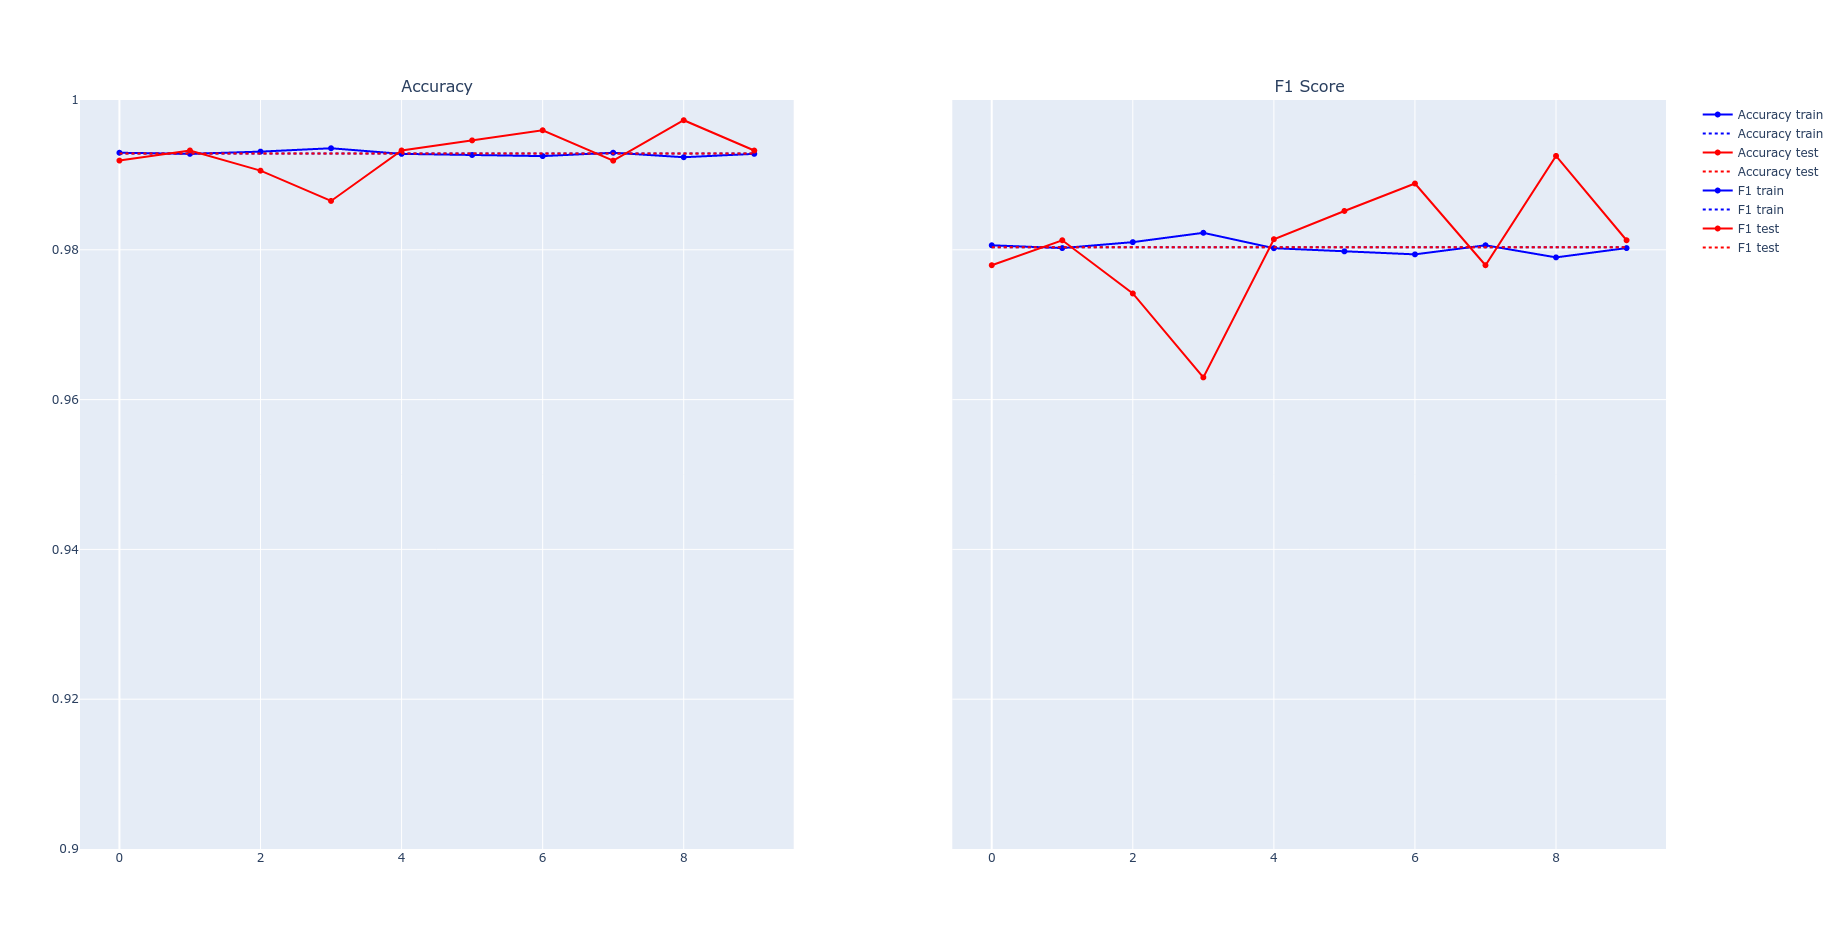 Accuracy
F1 Score
1
0.98
0.96
0.94
0.92
0.9
0 2 4 6 8
0 2 4 6 8
Accuracy train
Accuracy train
Accuracy test
Accuracy test
F1 train
F1 train
F1 test
F1 test